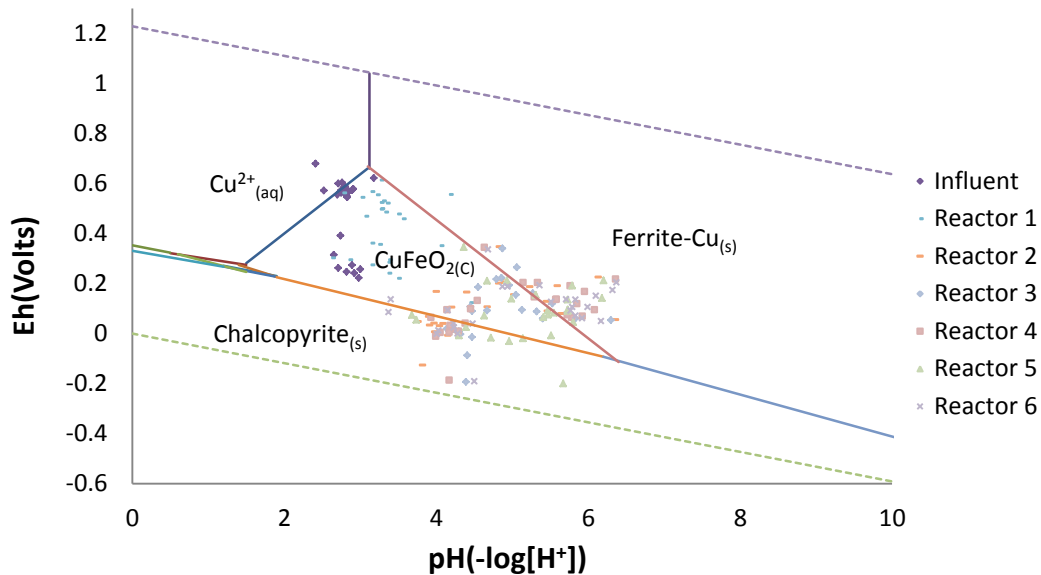 1.2
1
0.8
0.6
0.4
0.2
0
-0.2
-0.4
-0.6
Eh(Volts)
0 2 4 6 8 10
pH(-log[H⁺])
Cu²⁺(aq)
CuFeO₂(C)
Ferrite-Cu(s)
Chalcopyrite(s)
Influent
Reactor 1
Reactor 2
Reactor 3
Reactor 4
Reactor 5
Reactor 6